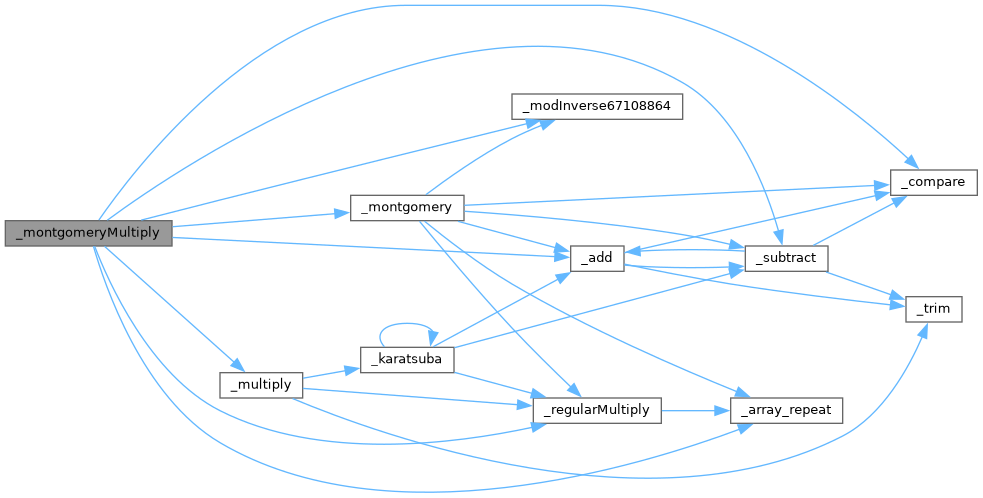 _montgomeryMultiply
_modInverse67108864
_montgomery
_compare
_add
_subtract
_trim
_karatsuba
_multiply
_regularMultiply
_array_repeat